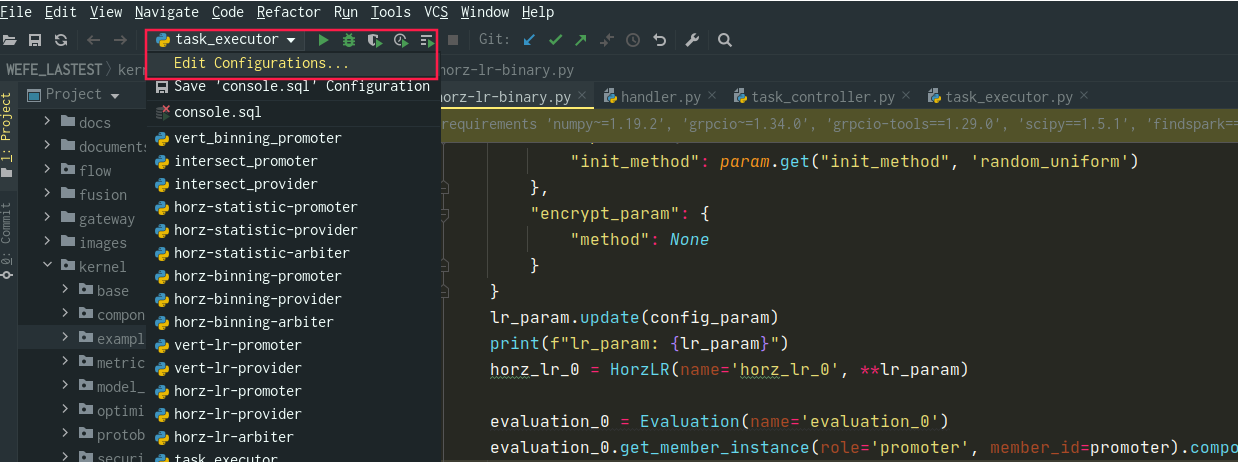 File Edit View Navigate Code Refactor Run Tools VCS Window Help
task_executor Git:
Edit Configurations...
WEFE_LASTEST kern horz-lr-binary.py
Project
Save 'console.sql' Configuration
console.sql
vert_binning_promoter
intersect_promoter
intersect_provider
horz-statistic-promoter
horz-statistic-provider
horz-statistic-arbiter
horz-binning-promoter
horz-binning-provider
horz-binning-arbiter
vert-lr-promoter
vert-lr-provider
horz-lr-promoter
horz-lr-provider
horz-lr-arbiter
task_executor
1: Project
0: Commit
docs
documents
flow
fusion
gateway
images
kernel
base
compon
exampl
metric
model_
optimi
protob
securi
horz-lr-binary.py handler.py task_controller.py task_executor.py
requirements 'numpy~=1.19.2', 'grpcio~=1.34.0', 'grpcio-tools==1.29.0', 'scipy==1.5.1', 'findspark==
"init_method": param.get("init_method", 'random_uniform')
},
"encrypt_param": {
"method": None
}
}
lr_param.update(config_param)
print(f"lr_param: {lr_param}")
horz_lr_0 = HorzLR(name='horz_lr_0', **lr_param)
evaluation_0 = Evaluation(name='evaluation_0')
evaluation_0.get_member_instance(role='promoter', member_id=promoter).compo